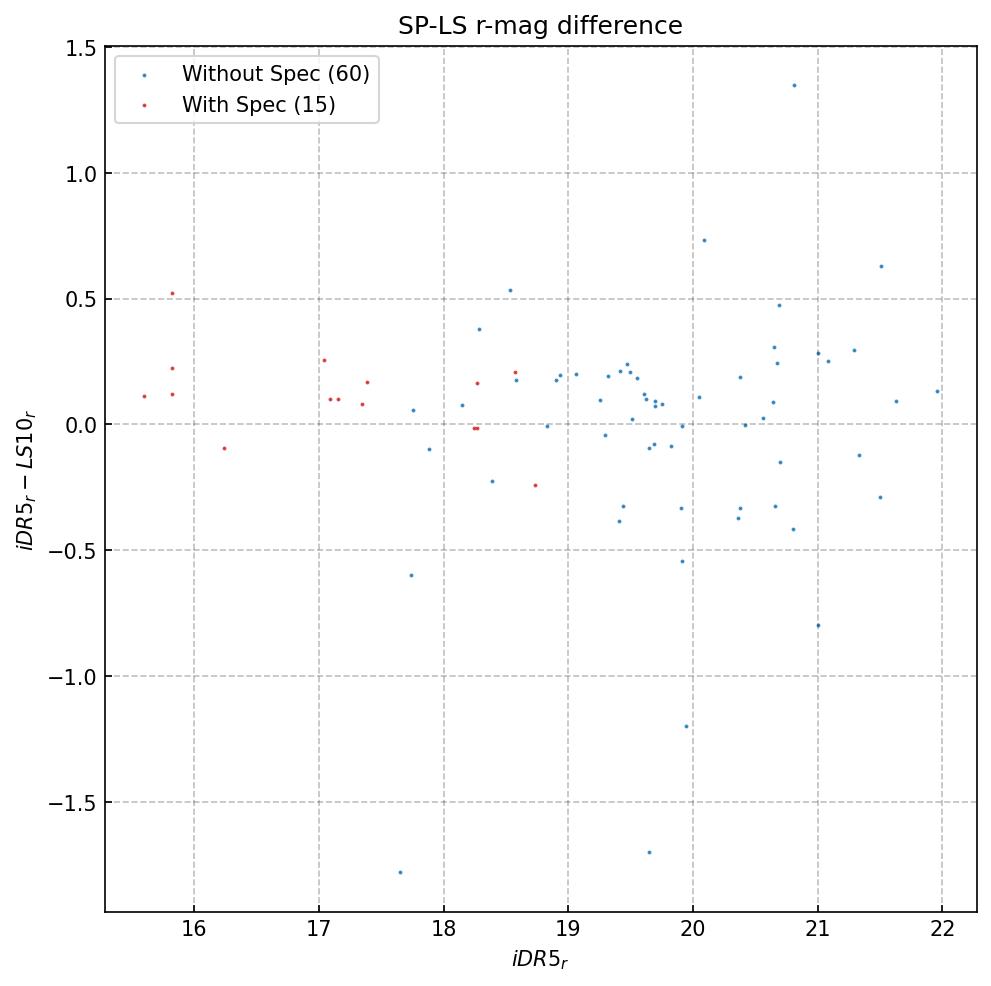 SP-LS r-mag difference
Without Spec (60)
With Spec (15)
1.5
1.0
0.5
0.0
−0.5
−1.0
−1.5
iDR5r − LS10r
16 17 18 19 20 21 22
iDR5r